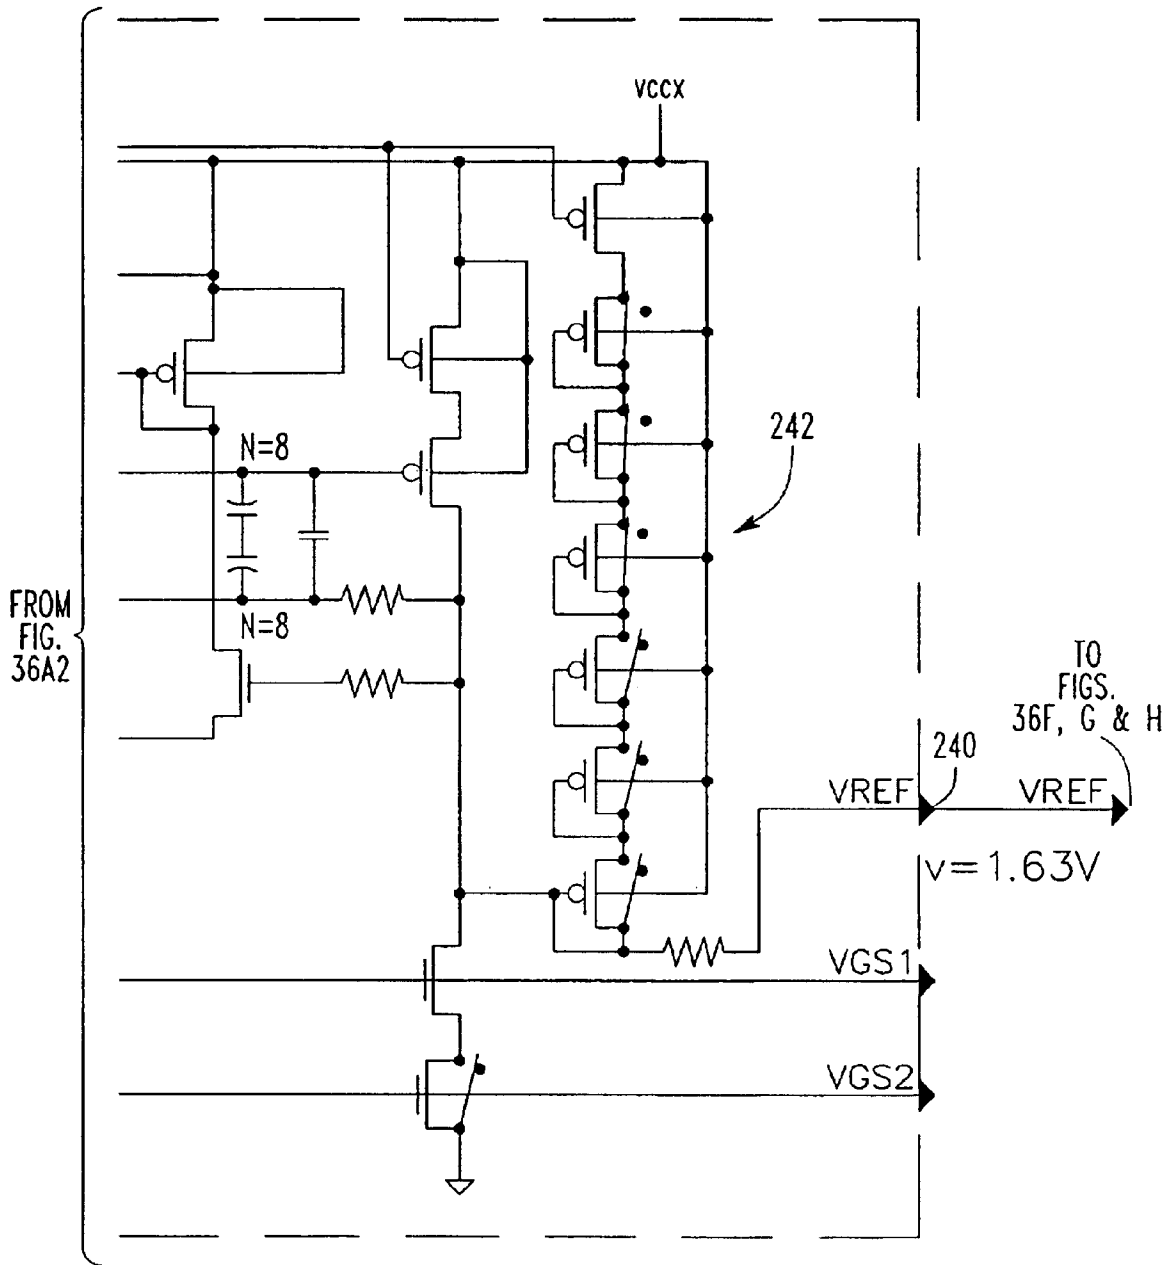 VCCX
N=8
242
FROM
FIG.
36A2
N=8
TO
FIGS.
36F, G & H
240
VREF
VREF
v=1.63V
VGS1
VGS2